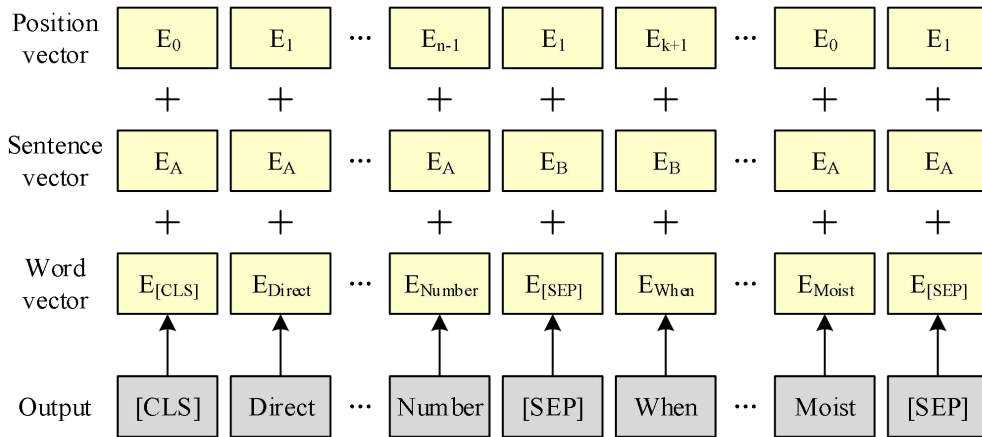 Position vector E0 E1 ... En-1 E1 Ek+1 ... E0 E1
+ + + + + + +
Sentence vector EA EA ... EA EB EB ... EA EA
+ + + + + + +
Word vector E[CLS] EDirect ... ENumber E[SEP] EWhen ... EMoist E[SEP]
Output [CLS] Direct ... Number [SEP] When ... Moist [SEP]